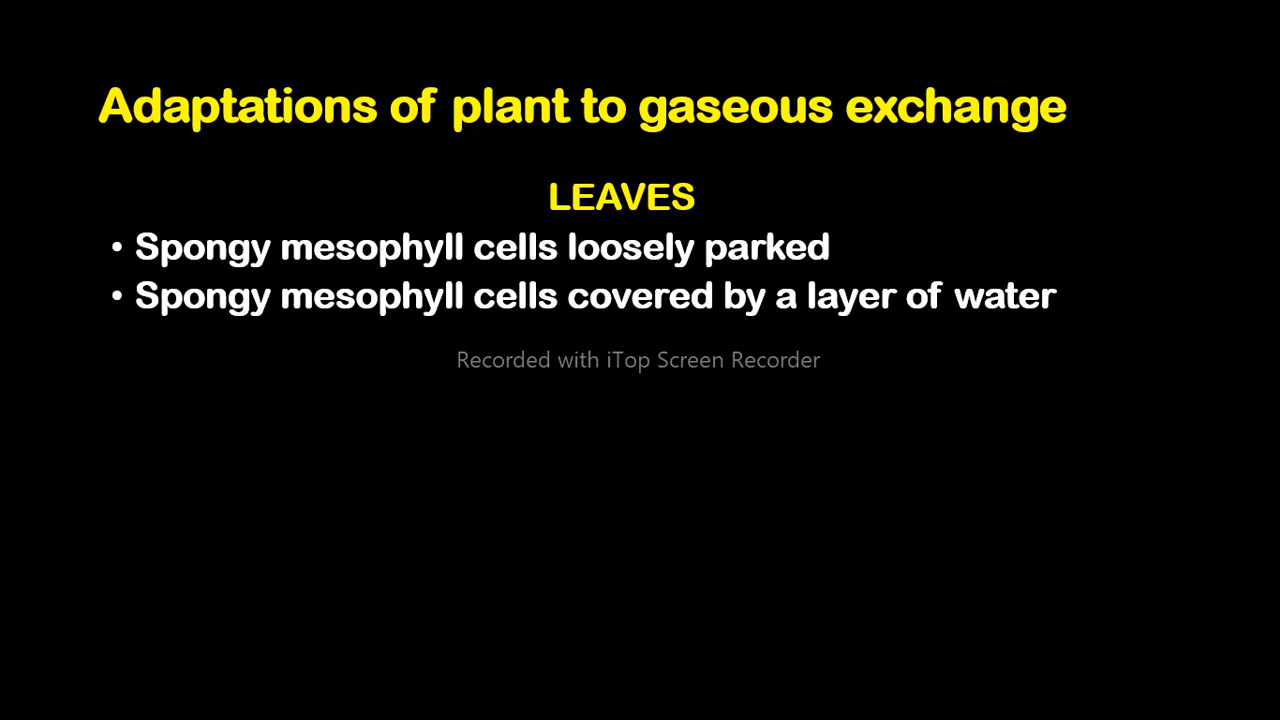 Adaptations of plant to gaseous exchange
LEAVES
• Spongy mesophyll cells loosely parked
• Spongy mesophyll cells covered by a layer of water
Recorded with iTop Screen Recorder